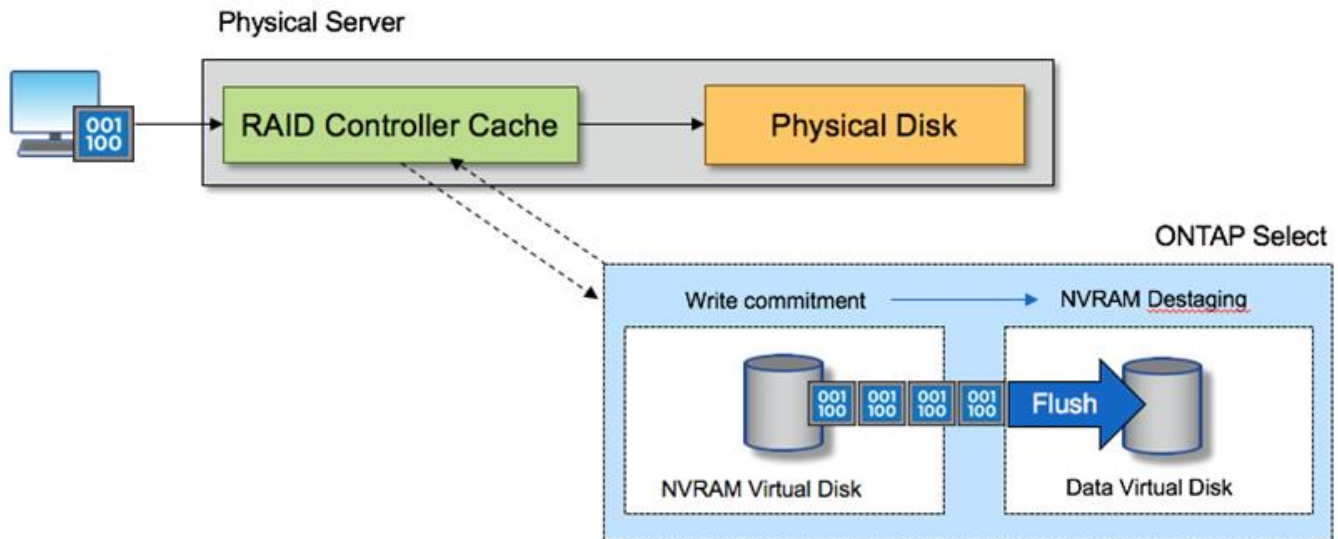 Physical Server
001
100
RAID Controller Cache
Physical Disk
ONTAP Select
Write commitment
NVRAM Destaging
001 001 001 001
100 100 100 100
Flush
NVRAM Virtual Disk
Data Virtual Disk